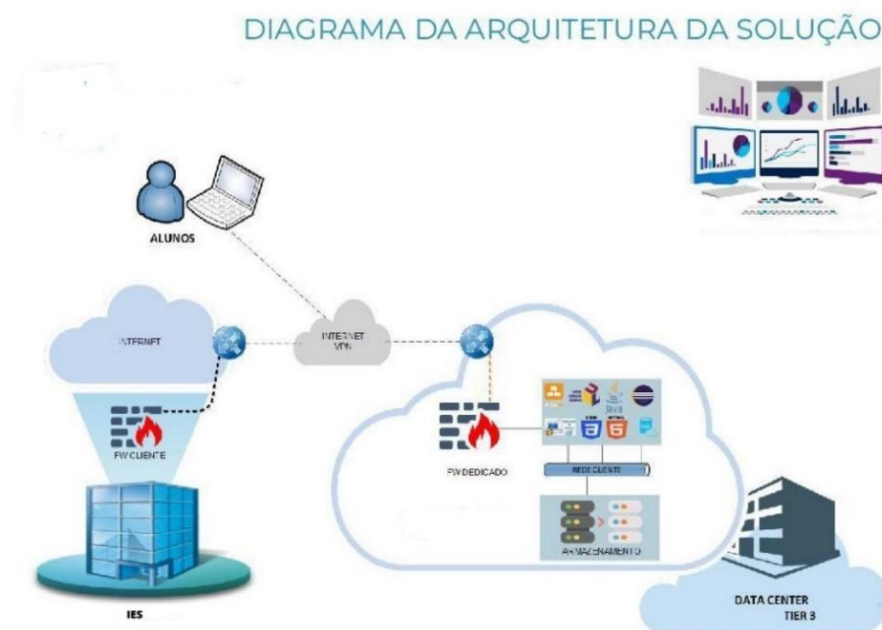 DIAGRAMA DA ARQUITETURA DA SOLUÇÃO
ALUNOS
INTERNET
INTERNET
VPN
FW CLIENTE
FW DEDICADO
JAVA
REDE CLIENTE
ARMAZENAMENTO
IES
DATA CENTER
TIER 3